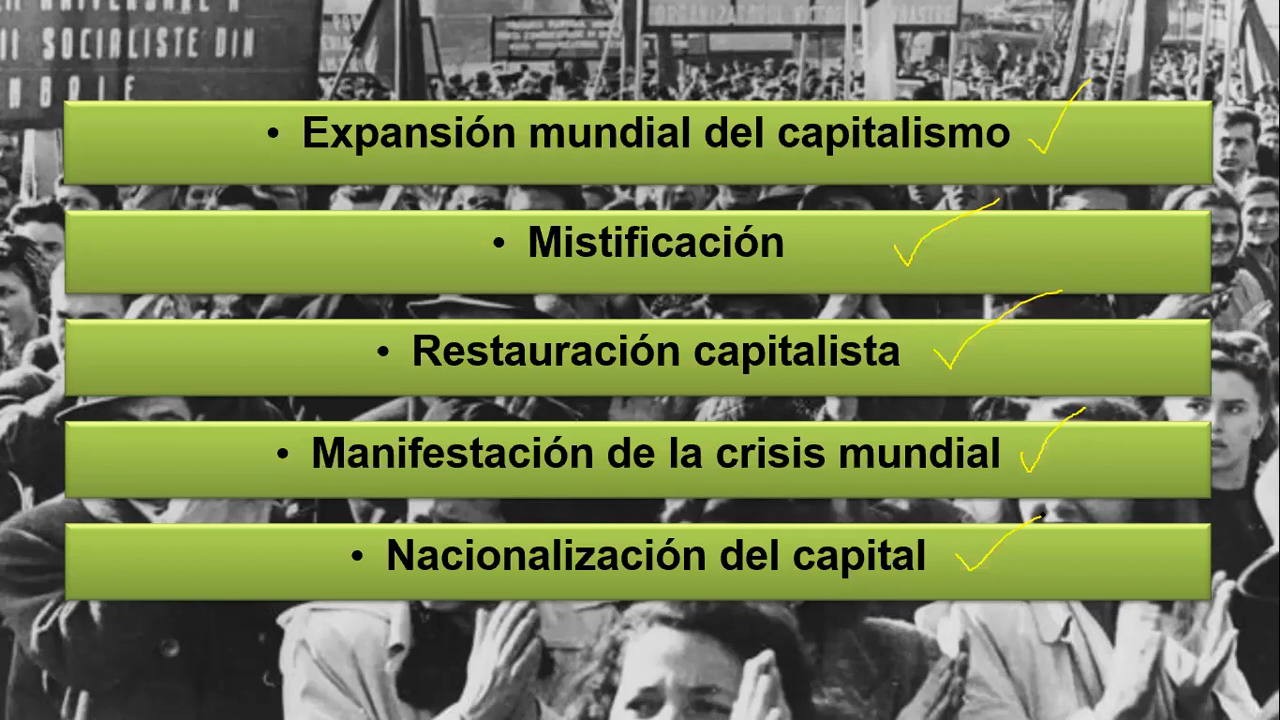 SOCIALISTE DIN
• Expansión mundial del capitalismo
• Mistificación
• Restauración capitalista
• Manifestación de la crisis mundial
• Nacionalización del capital